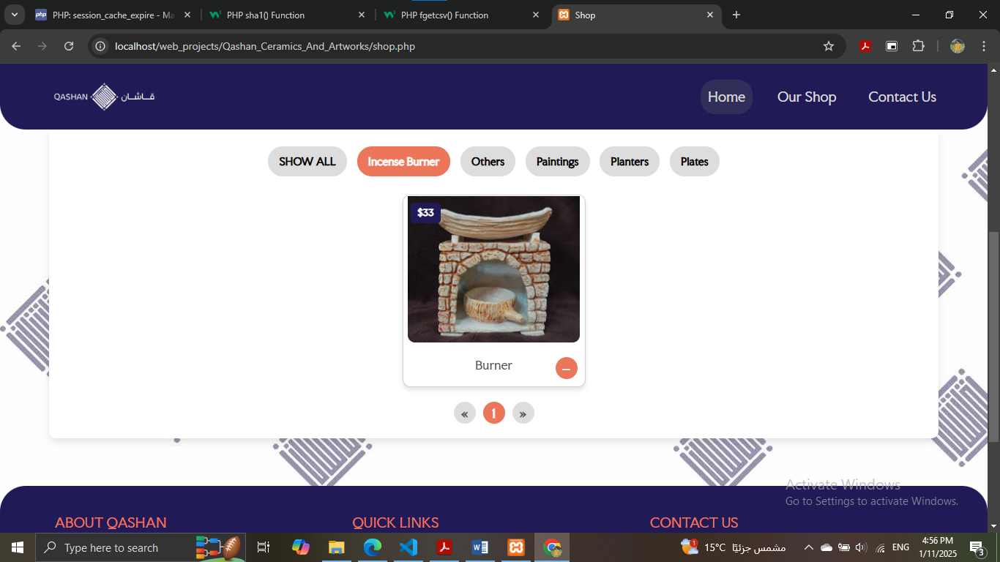 PHP: session_cache_expire - Ma
PHP sha1() Function
PHP fgetcsv() Function
Shop
localhost/web_projects/Qashan_Ceramics_And_Artworks/shop.php
QASHAN قاشان
Home
Our Shop
Contact Us
SHOW ALL
Incense Burner
Others
Paintings
Planters
Plates
$33
Burner
«
1
»
Activate Windows
Go to Settings to activate Windows.
ABOUT QASHAN
QUICK LINKS
CONTACT US
Type here to search
15°C مشمس جزئيًا
ENG
4:56 PM
1/11/2025
3